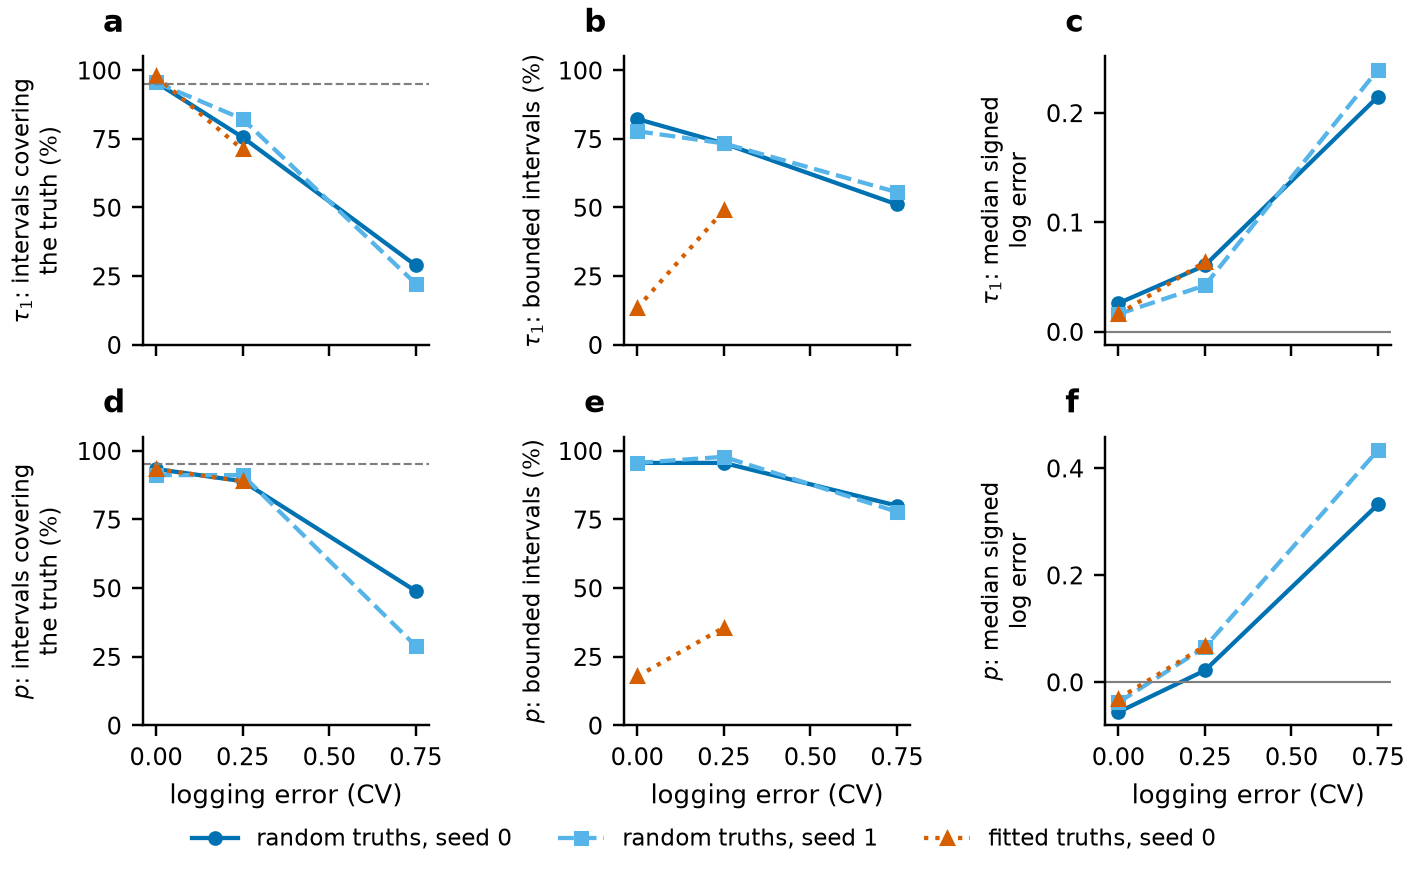 a
b
c
τ1: intervals covering
the truth (%)
100
75
50
25
0
τ1: bounded intervals (%)
100
75
50
25
0
τ1: median signed
log error
0.2
0.1
0.0
d
e
f
p: intervals covering
the truth (%)
100
75
50
25
0
0.00 0.25 0.50 0.75
logging error (CV)
p: bounded intervals (%)
100
75
50
25
0
0.00 0.25 0.50 0.75
logging error (CV)
p: median signed
log error
0.4
0.2
0.0
0.00 0.25 0.50 0.75
logging error (CV)
random truths, seed 0
random truths, seed 1
fitted truths, seed 0